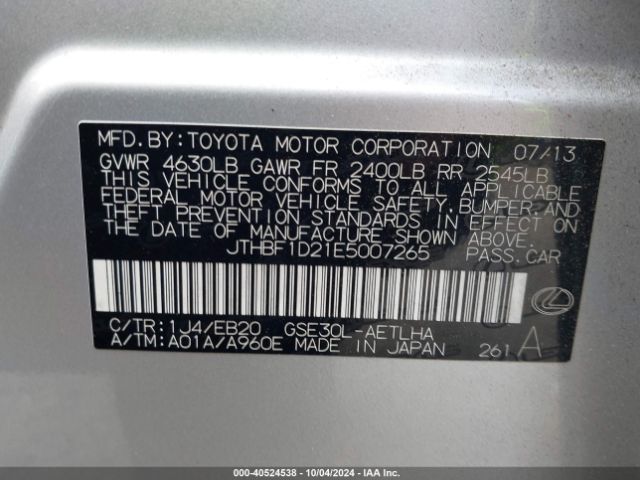 MFD. BY: TOYOTA MOTOR CORPORATION 07/13
GVWR 4630LB GAWR FR 2400LB RR 2545LB
THIS VEHICLE CONFORMS TO ALL APPLICABLE
FEDERAL MOTOR VEHICLE SAFETY, BUMPER, AND
THEFT PREVENTION STANDARDS IN EFFECT ON
THE DATE OF MANUFACTURE SHOWN ABOVE.
JTHBF1D21E5007265 PASS. CAR
C/TR: 1J4/EB20 GSE30L-AETLHA
A/TM: A01A/A960E MADE IN JAPAN 261 A
000-40524538 - 10/04/2024 - IAAI.COM